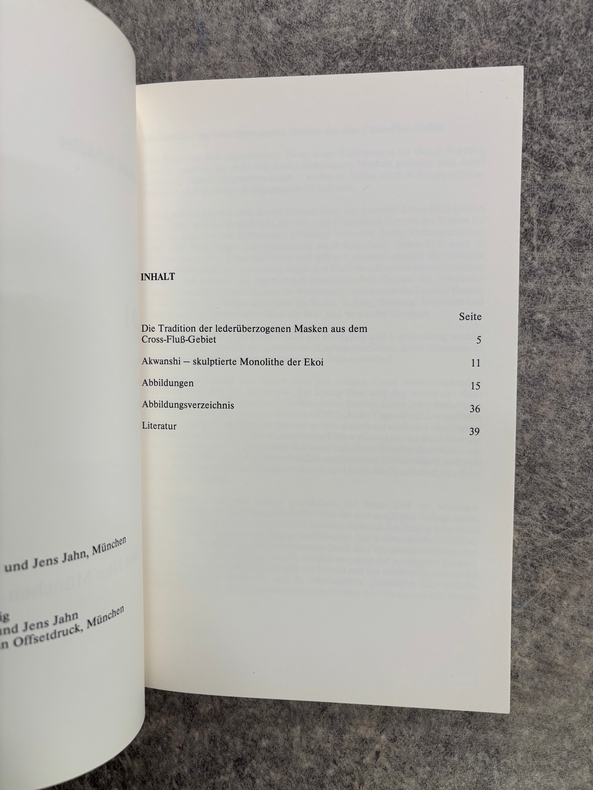 und Jens Jahn, München
ig
und Jens Jahn
n Offsetdruck, München
INHALT
Seite
Die Tradition der lederüberzogenen Masken aus dem
Cross-Fluß-Gebiet 5
Akwanshi – skulptierte Monolithe der Ekoi 11
Abbildungen 15
Abbildungsverzeichnis 36
Literatur 39